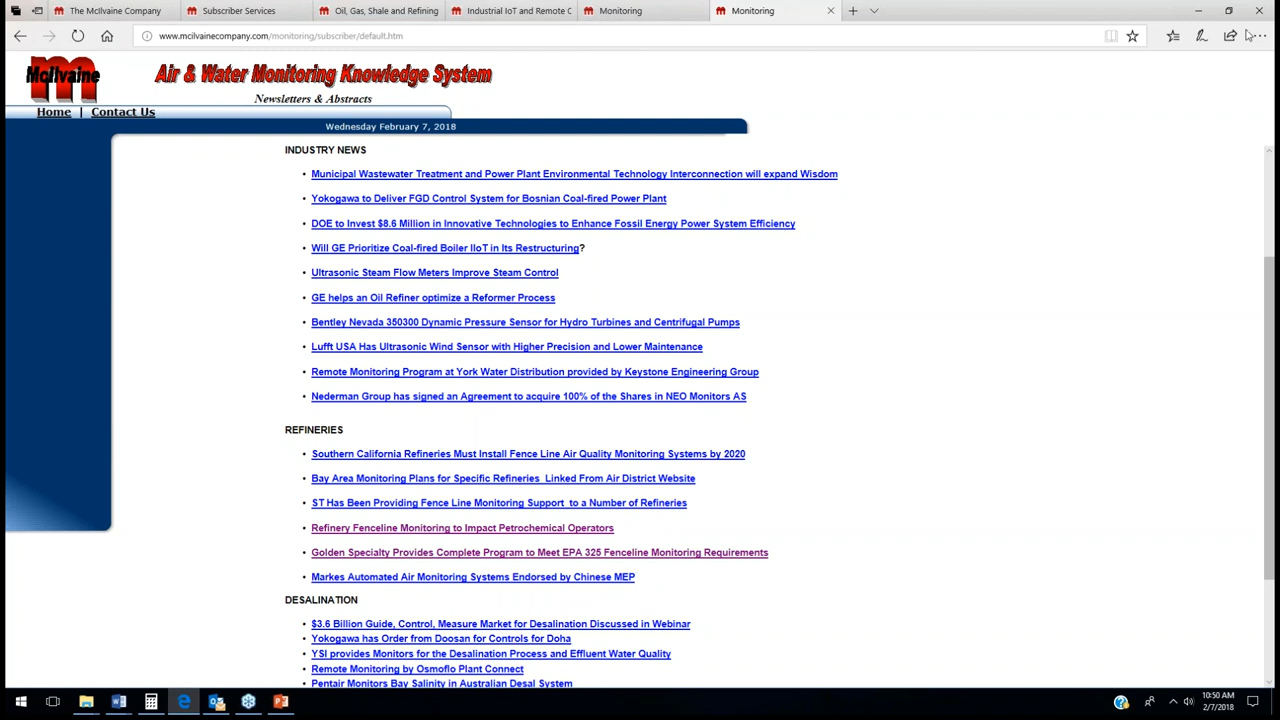 The McIlvaine Company
Subscriber Services
Oil, Gas, Shale and Refining
Industrial IoT and Remote C
Monitoring
Monitoring
www.mcilvainecompany.com/monitoring/subscriber/default.htm
McIlvaine
Air & Water Monitoring Knowledge System
Newsletters & Abstracts
Home | Contact Us
Wednesday February 7, 2018
INDUSTRY NEWS
• Municipal Wastewater Treatment and Power Plant Environmental Technology Interconnection will expand Wisdom
• Yokogawa to Deliver FGD Control System for Bosnian Coal-fired Power Plant
• DOE to Invest $8.6 Million in Innovative Technologies to Enhance Fossil Energy Power System Efficiency
• Will GE Prioritize Coal-fired Boiler IIoT in Its Restructuring?
• Ultrasonic Steam Flow Meters Improve Steam Control
• GE helps an Oil Refiner optimize a Reformer Process
• Bentley Nevada 350300 Dynamic Pressure Sensor for Hydro Turbines and Centrifugal Pumps
• Lufft USA Has Ultrasonic Wind Sensor with Higher Precision and Lower Maintenance
• Remote Monitoring Program at York Water Distribution provided by Keystone Engineering Group
• Nederman Group has signed an Agreement to acquire 100% of the Shares in NEO Monitors AS
REFINERIES
• Southern California Refineries Must Install Fence Line Air Quality Monitoring Systems by 2020
• Bay Area Monitoring Plans for Specific Refineries Linked From Air District Website
• ST Has Been Providing Fence Line Monitoring Support to a Number of Refineries
• Refinery Fenceline Monitoring to Impact Petrochemical Operators
• Golden Specialty Provides Complete Program to Meet EPA 325 Fenceline Monitoring Requirements
• Markes Automated Air Monitoring Systems Endorsed by Chinese MEP
DESALINATION
• $3.6 Billion Guide, Control, Measure Market for Desalination Discussed in Webinar
• Yokogawa has Order from Doosan for Controls for Doha
• YSI provides Monitors for the Desalination Process and Effluent Water Quality
• Remote Monitoring by Osmoflo Plant Connect
• Pentair Monitors Bay Salinity in Australian Desal System
10:50 AM
2/7/2018